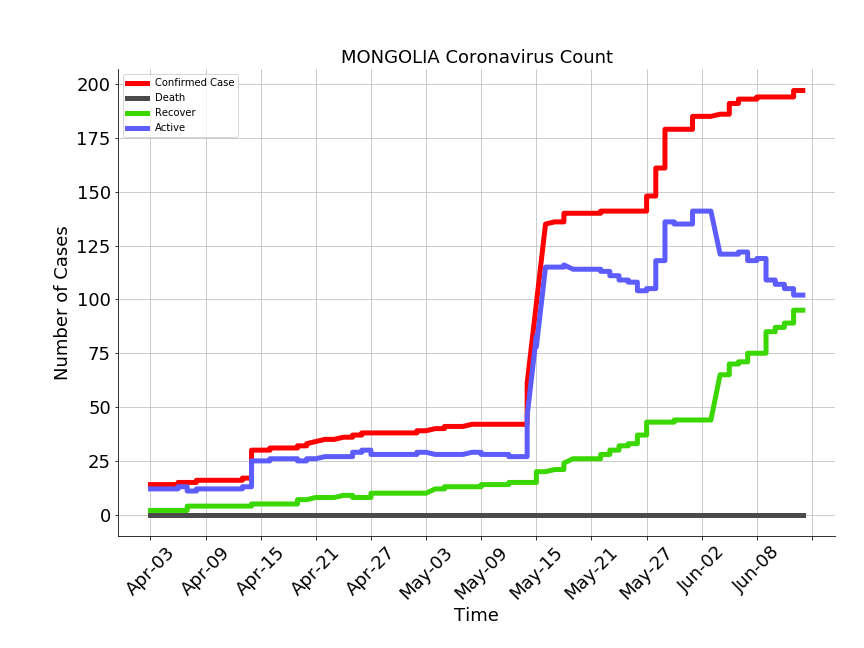 MONGOLIA Coronavirus Count
Confirmed Case
Death
Recover
Active
Number of Cases
200
175
150
125
100
75
50
25
0
Apr-03
Apr-09
Apr-15
Apr-21
Apr-27
May-03
May-09
May-15
May-21
May-27
Jun-02
Jun-08
Time